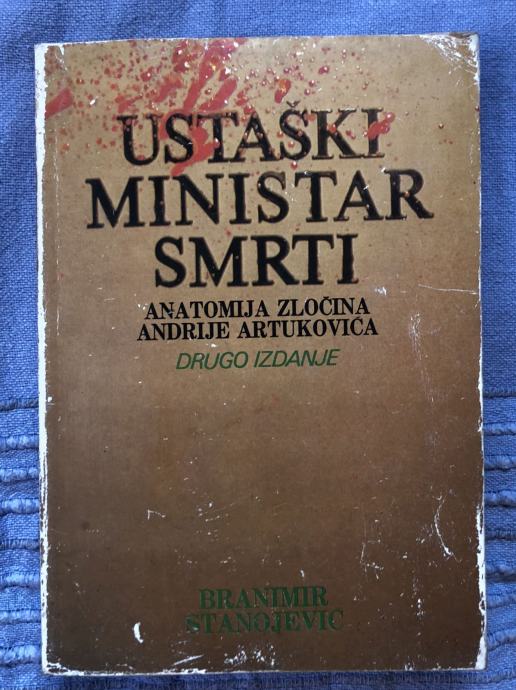 USTAŠKI
MINISTAR
SMRTI
ANATOMIJA ZLOČINA
ANDRIJE ARTUKOVIĆA
DRUGO IZDANJE
BRANIMIR
STANOJEVIĆ